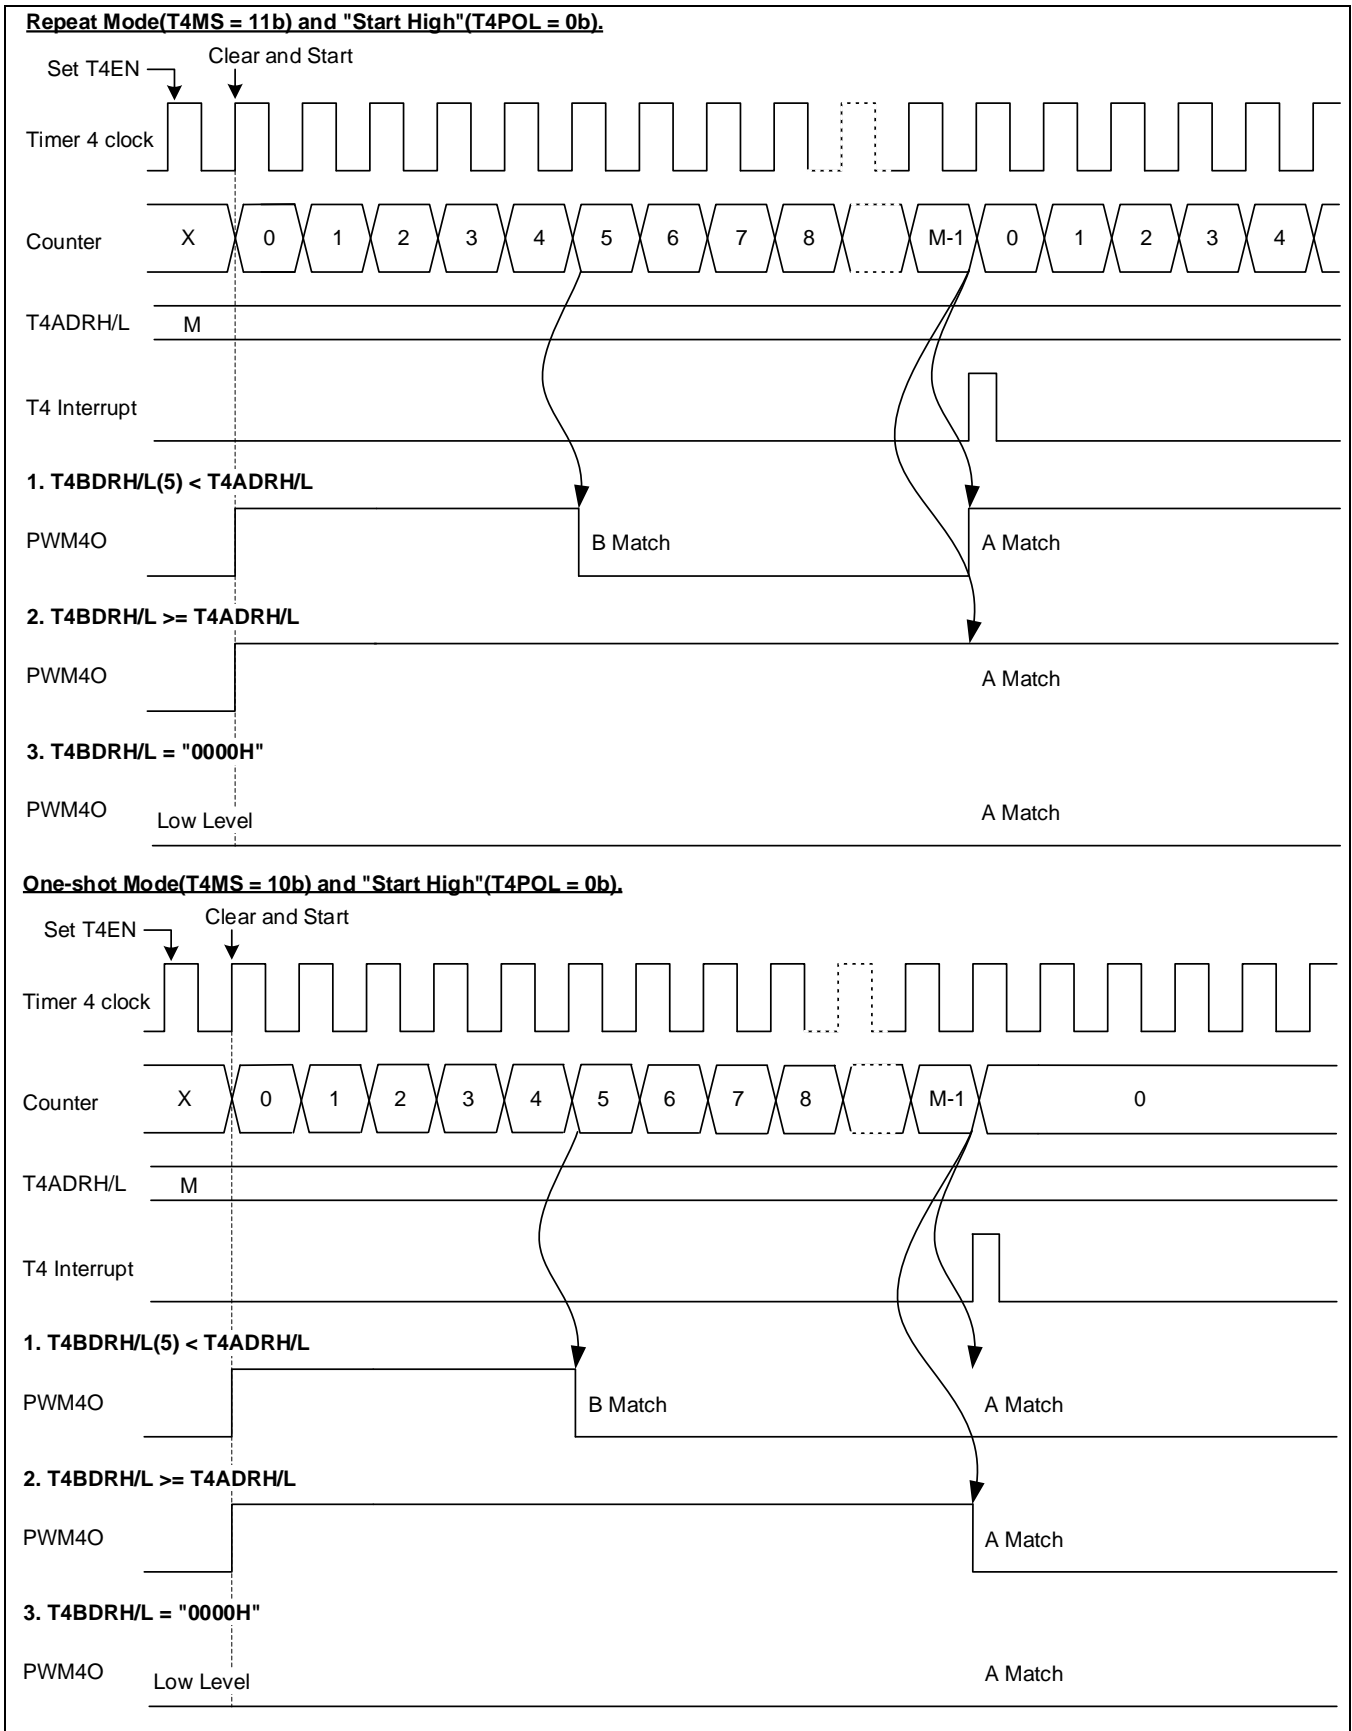 Repeat Mode(T4MS = 11b) and "Start High"(T4POL = 0b).
Set T4EN
Clear and Start
Timer 4 clock
Counter X 0 1 2 3 4 5 6 7 8 M-1 0 1 2 3 4
T4ADRH/L M
T4 Interrupt
1. T4BDRH/L(5) < T4ADRH/L
PWM4O B Match A Match
2. T4BDRH/L >= T4ADRH/L
PWM4O A Match
3. T4BDRH/L = "0000H"
PWM4O Low Level A Match
One-shot Mode(T4MS = 10b) and "Start High"(T4POL = 0b).
Set T4EN
Clear and Start
Timer 4 clock
Counter X 0 1 2 3 4 5 6 7 8 M-1 0
T4ADRH/L M
T4 Interrupt
1. T4BDRH/L(5) < T4ADRH/L
PWM4O B Match A Match
2. T4BDRH/L >= T4ADRH/L
PWM4O A Match
3. T4BDRH/L = "0000H"
PWM4O Low Level A Match